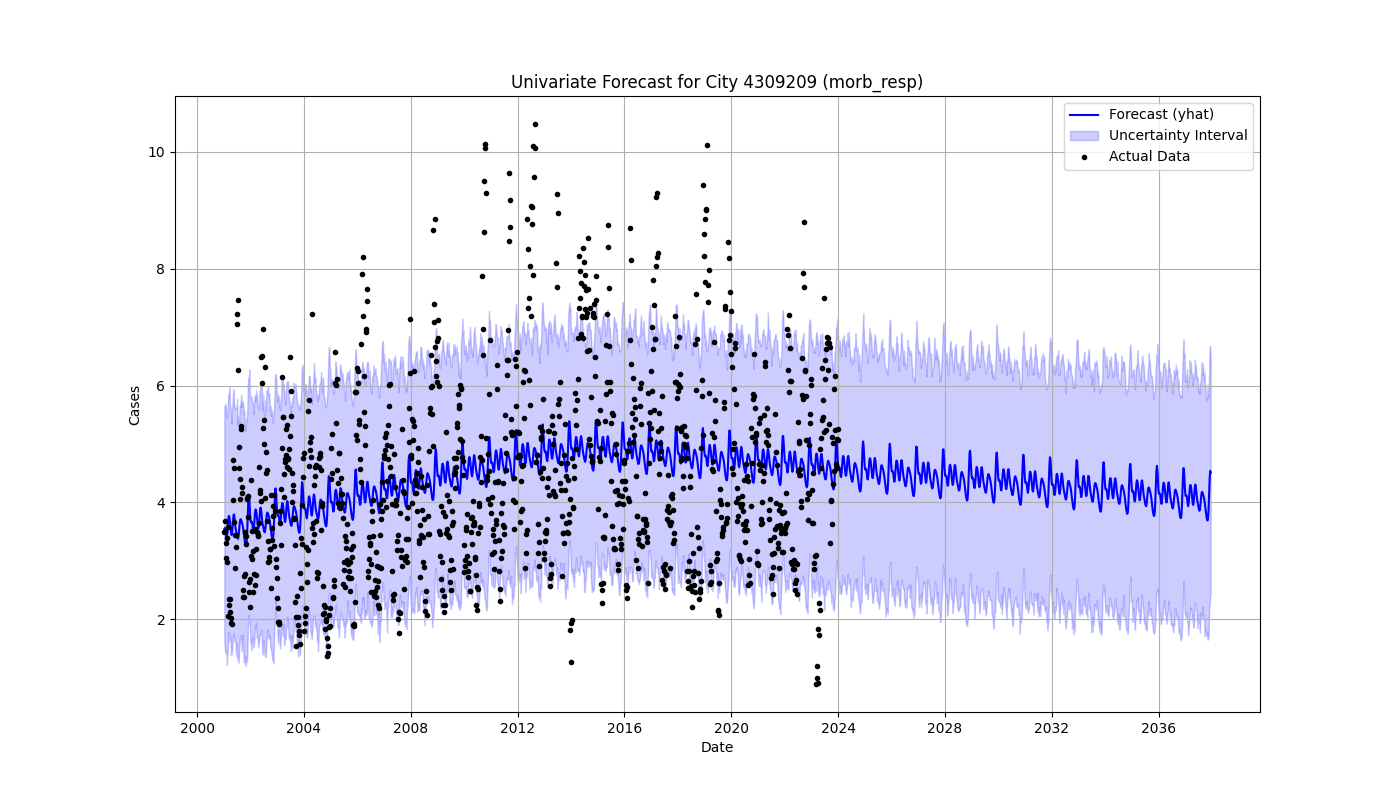 Univariate Forecast for City 4309209 (morb_resp)
Forecast (yhat)
Uncertainty Interval
Actual Data
Cases
10
8
6
4
2
2000 2004 2008 2012 2016 2020 2024 2028 2032 2036
Date